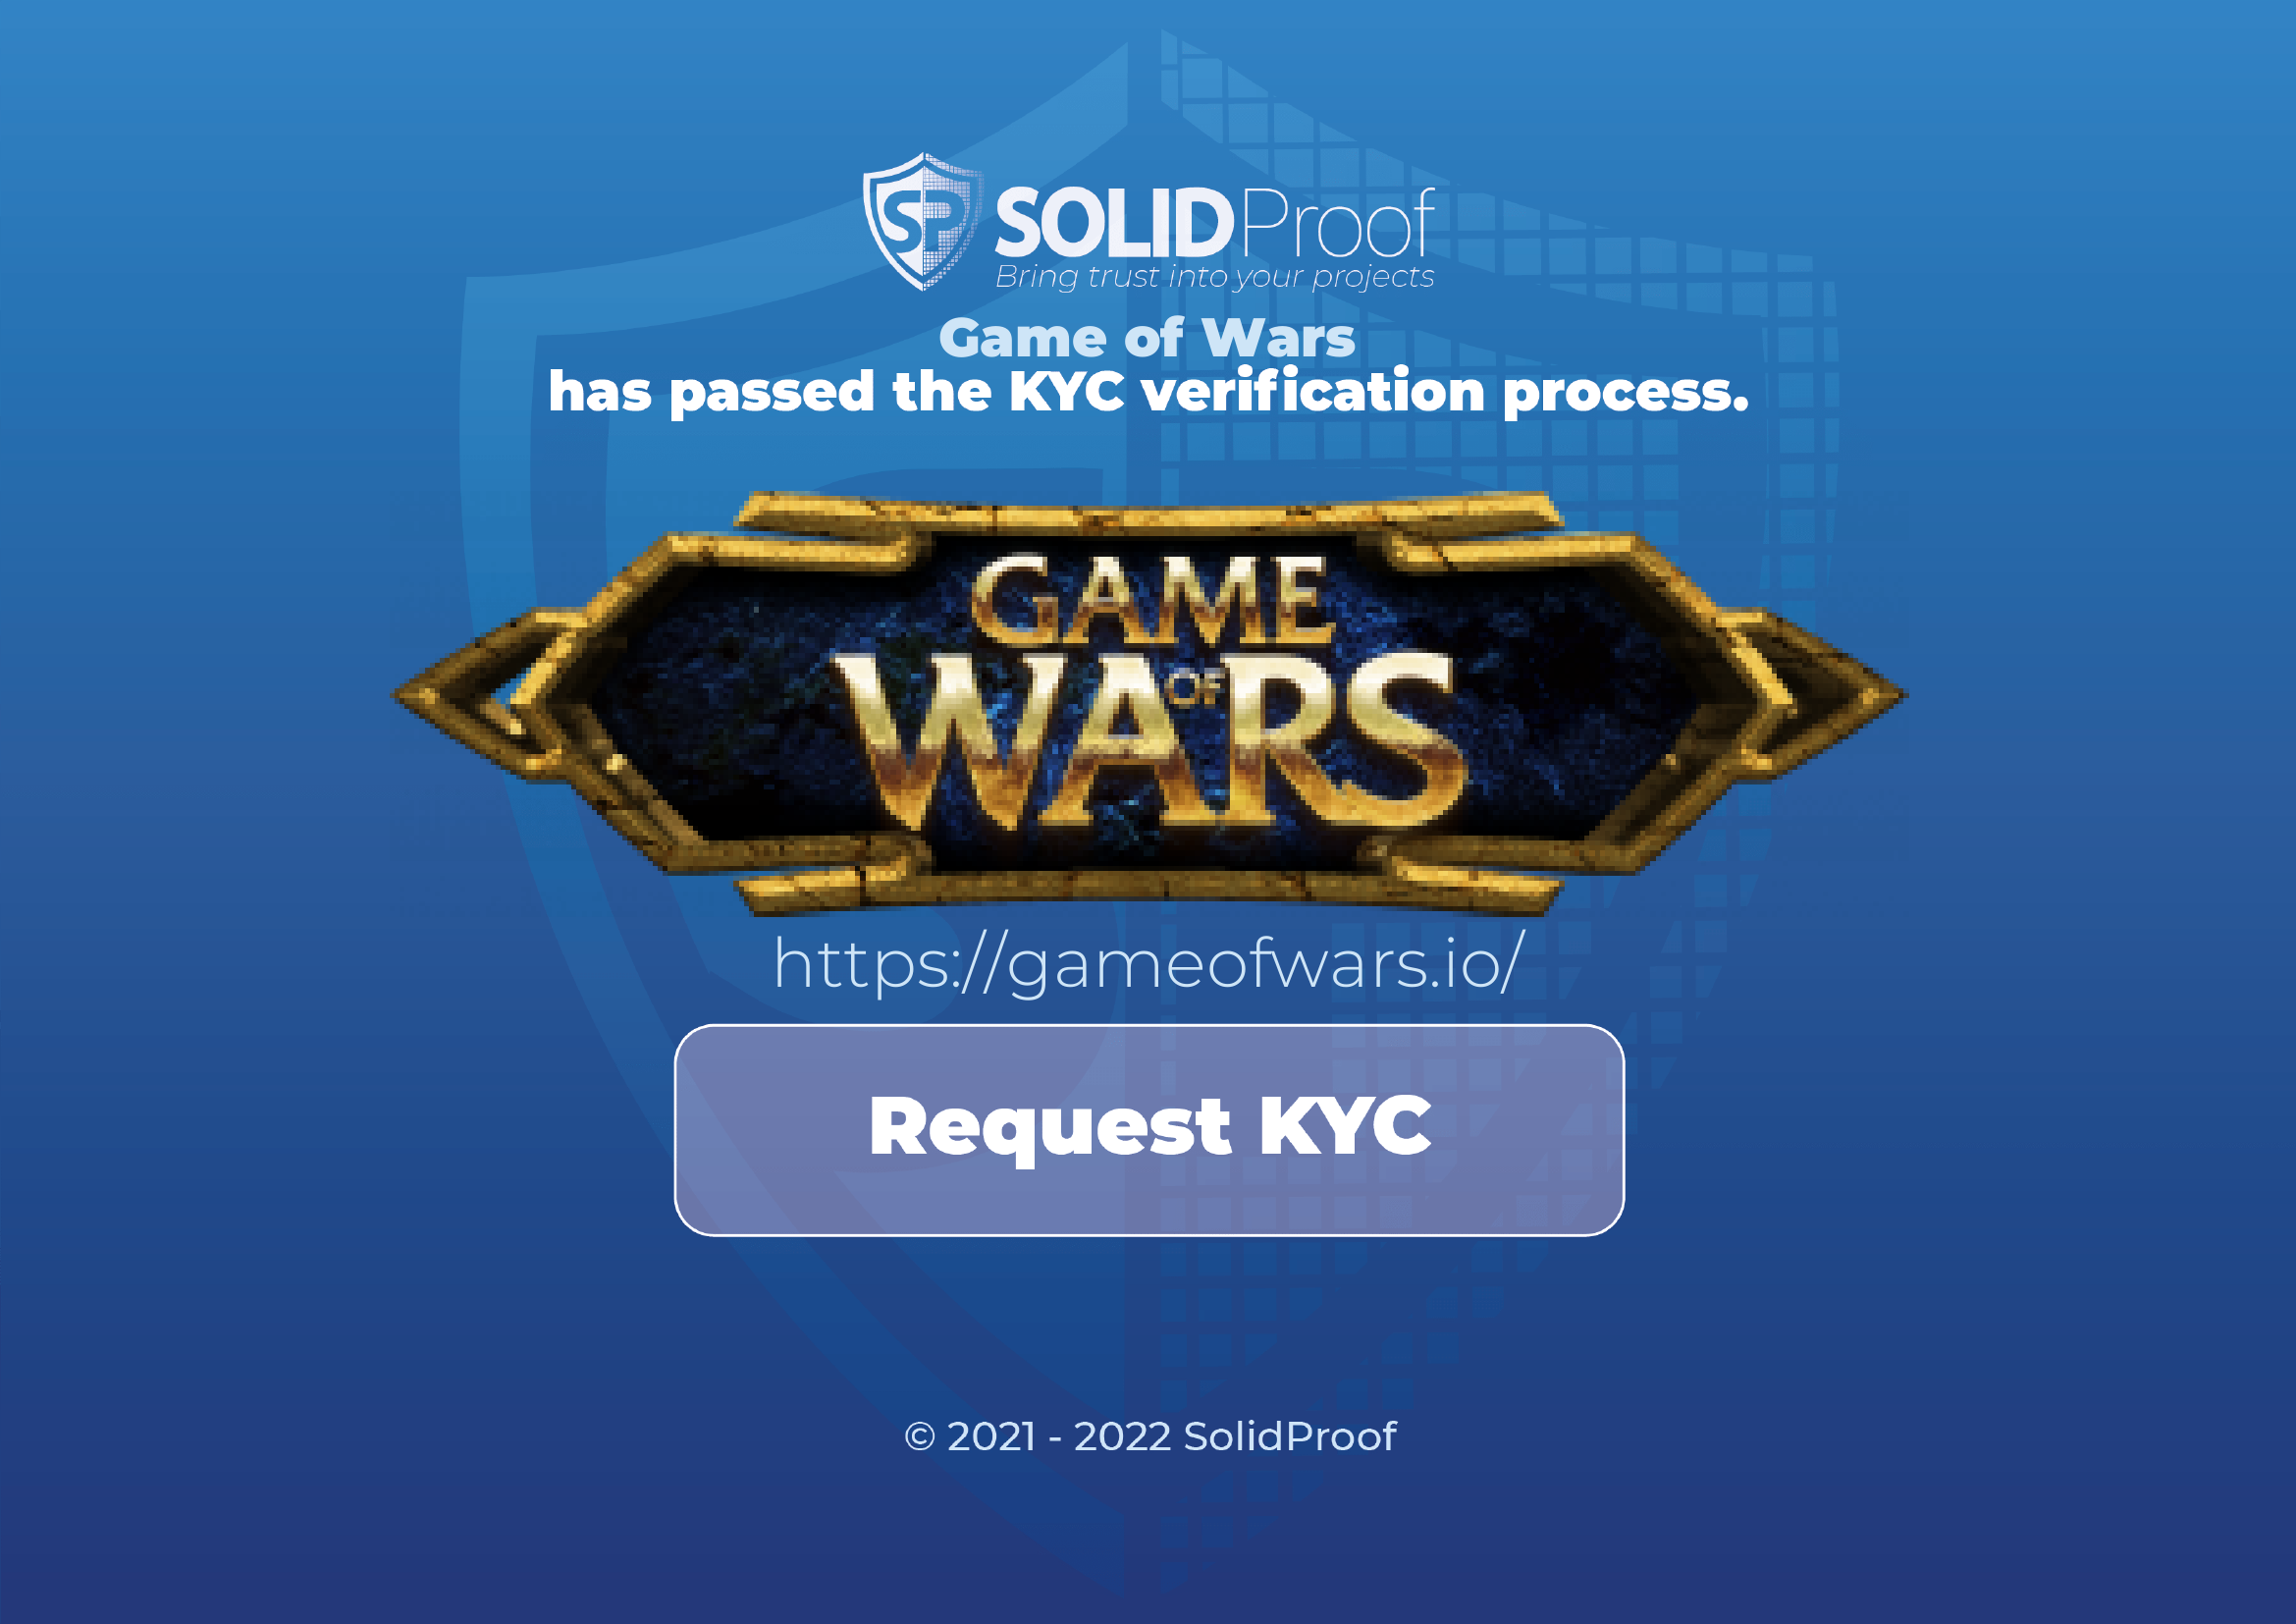 SP SOLIDProof
Bring trust into your projects
Game of Wars
has passed the KYC verification process.
GAME
OF
WARS
https://gameofwars.io/
Request KYC
© 2021 - 2022 SolidProof